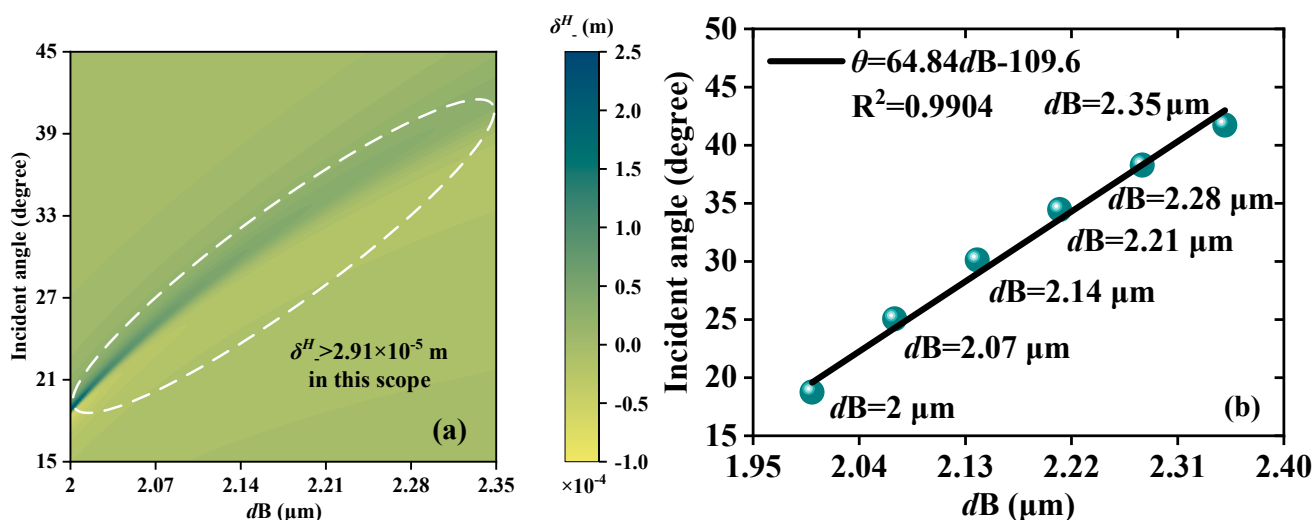 δᴴ₋ (m)
45
39
33
27
21
15
Incident angle (degree)
δᴴ₋>2.91×10⁻⁵ m
in this scope
(a)
2 2.07 2.14 2.21 2.28 2.35
dB (μm)
2.5
2.0
1.5
1.0
0.5
0.0
-0.5
-1.0
×10⁻⁴
50
45
40
35
30
25
20
15
Incident angle (degree)
θ=64.84dB-109.6
R²=0.9904
dB=2.35 μm
dB=2.28 μm
dB=2.21 μm
dB=2.14 μm
dB=2.07 μm
dB=2 μm
(b)
1.95 2.04 2.13 2.22 2.31 2.40
dB (μm)